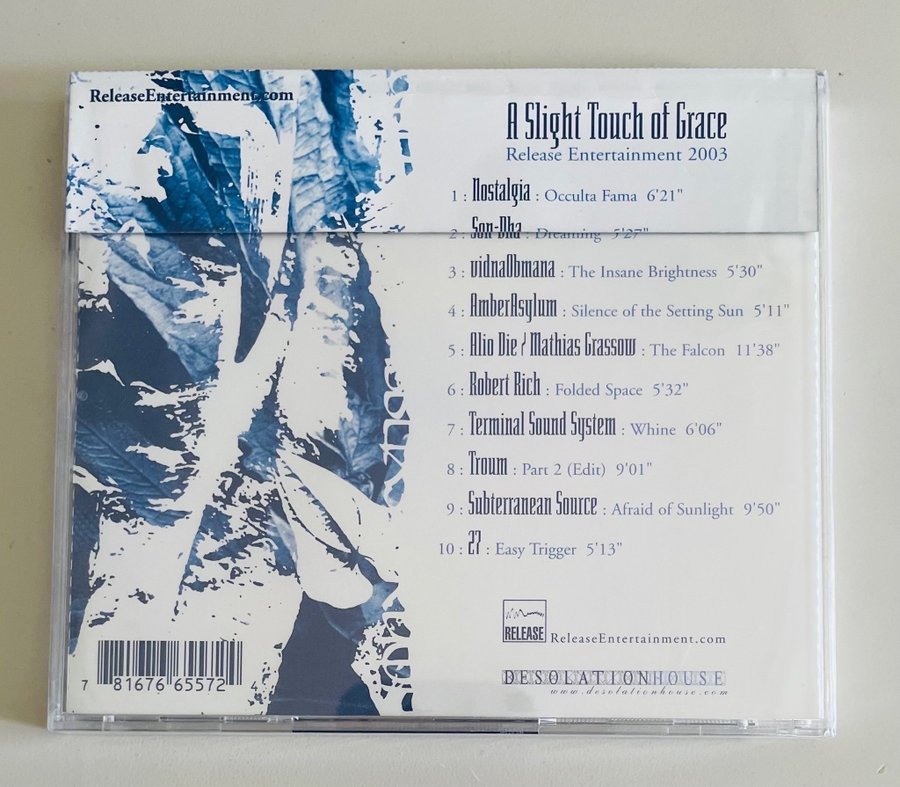 ReleaseEntertainment.com
A Slight Touch of Grace
Release Entertainment 2003
1 : Nostalgia : Occulta Fama 6'21"
2 : Son-Dha : Dreaming 5'27"
3 : vidnaObmana : The Insane Brightness 5'30"
4 : AmberAsylum : Silence of the Setting Sun 5'11"
5 : Alio Die / Mathias Grassow : The Falcon 11'38"
6 : Robert Rich : Folded Space 5'32"
7 : Terminal Sound System : Whine 6'06"
8 : Troum : Part 2 (Edit) 9'01"
9 : Subterranean Source : Afraid of Sunlight 9'50"
10 : 27 : Easy Trigger 5'13"
RELEASE
ReleaseEntertainment.com
DESOLATIONHOUSE
www.desolationhouse.com
7 81676 65572 4